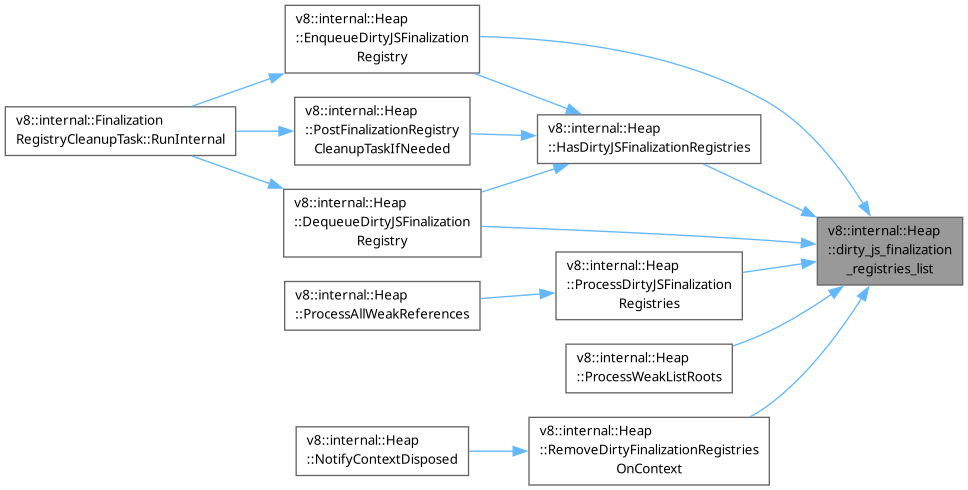 v8::internal::Heap
::EnqueueDirtyJSFinalization
Registry
v8::internal::Finalization
RegistryCleanupTask::RunInternal
v8::internal::Heap
::PostFinalizationRegistry
CleanupTaskIfNeeded
v8::internal::Heap
::HasDirtyJSFinalizationRegistries
v8::internal::Heap
::DequeueDirtyJSFinalization
Registry
v8::internal::Heap
::dirty_js_finalization
_registries_list
v8::internal::Heap
::ProcessDirtyJSFinalization
Registries
v8::internal::Heap
::ProcessAllWeakReferences
v8::internal::Heap
::ProcessWeakListRoots
v8::internal::Heap
::RemoveDirtyFinalizationRegistries
OnContext
v8::internal::Heap
::NotifyContextDisposed